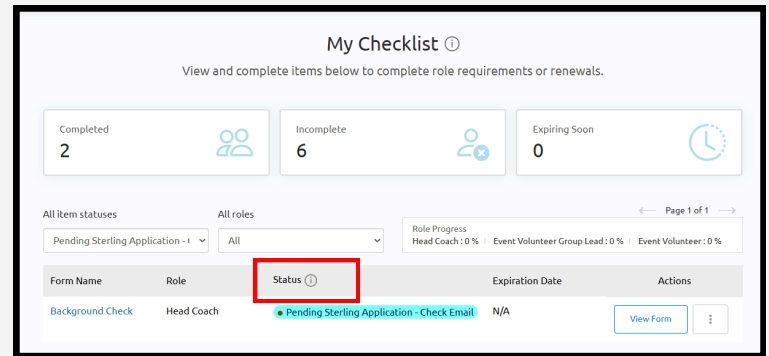 My Checklist
View and complete items below to complete role requirements or renewals.
Completed
2
Incomplete
6
Expiring Soon
0
All item statuses
All roles
Page 1 of 1
Pending Sterling Application - (
All
Role Progress
Head Coach : 0 % Event Volunteer Group Lead : 0 % Event Volunteer : 0 %
Form Name Role Status Expiration Date Actions
Background Check Head Coach Pending Sterling Application - Check Email N/A View Form